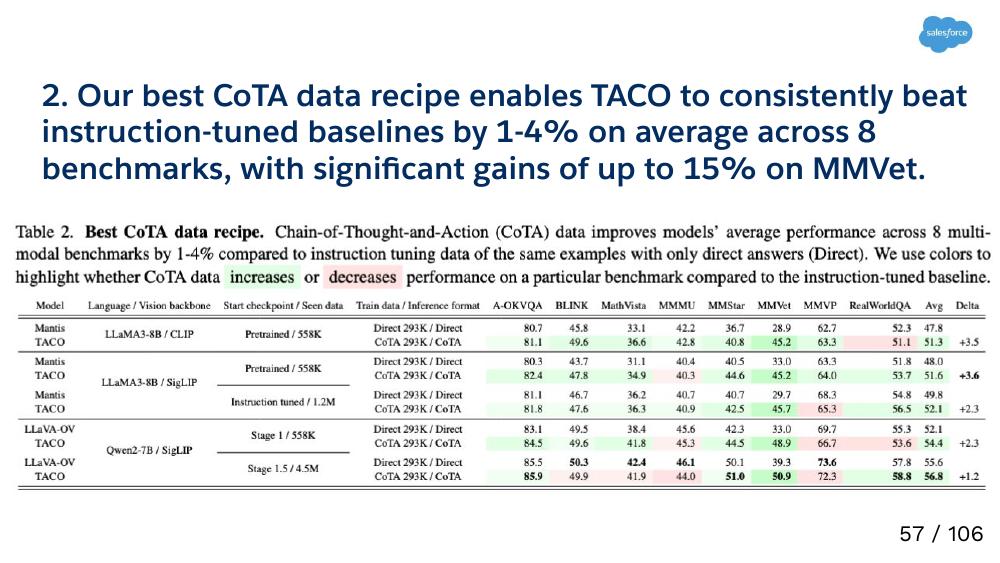 salesforce
2. Our best CoTA data recipe enables TACO to consistently beat
instruction-tuned baselines by 1-4% on average across 8
benchmarks, with significant gains of up to 15% on MMVet.
Table 2. Best CoTA data recipe. Chain-of-Thought-and-Action (CoTA) data improves models' average performance across 8 multi-
modal benchmarks by 1-4% compared to instruction tuning data of the same examples with only direct answers (Direct). We use colors to
highlight whether CoTA data increases or decreases performance on a particular benchmark compared to the instruction-tuned baseline.
Model Language / Vision backbone Start checkpoint / Seen data Train data / Inference format A-OKVQA BLINK MathVista MMMU MMStar MMVet MMVP RealWorldQA Avg Delta
Mantis Direct 293K / Direct 80.7 45.8 33.1 42.2 36.7 28.9 62.7 52.3 47.8
LLaMA3-8B / CLIP Pretrained / 558K
TACO CoTA 293K / CoTA 81.1 49.6 36.6 42.8 40.8 45.2 63.3 51.1 51.3 +3.5
Mantis Direct 293K / Direct 80.3 43.7 31.1 40.4 40.5 33.0 63.3 51.8 48.0
Pretrained / 558K
TACO CoTA 293K / CoTA 82.4 47.8 34.9 40.3 44.6 45.2 64.0 53.7 51.6 +3.6
LLaMA3-8B / SigLIP
Mantis Direct 293K / Direct 81.1 46.7 36.2 40.7 40.7 29.7 68.3 54.8 49.8
Instruction tuned / 1.2M
TACO CoTA 293K / CoTA 81.8 47.6 36.3 40.9 42.5 45.7 65.3 56.5 52.1 +2.3
LLaVA-OV Direct 293K / Direct 83.1 49.5 38.4 45.6 42.3 33.0 69.7 55.3 52.1
Stage 1 / 558K
TACO CoTA 293K / CoTA 84.5 49.6 41.8 45.3 44.5 48.9 66.7 53.6 54.4 +2.3
Qwen2-7B / SigLIP
LLaVA-OV Direct 293K / Direct 85.5 50.3 42.4 46.1 50.1 39.3 73.6 57.8 55.6
Stage 1.5 / 4.5M
TACO CoTA 293K / CoTA 85.9 49.9 41.9 44.0 51.0 50.9 72.3 58.8 56.8 +1.2
57 / 106